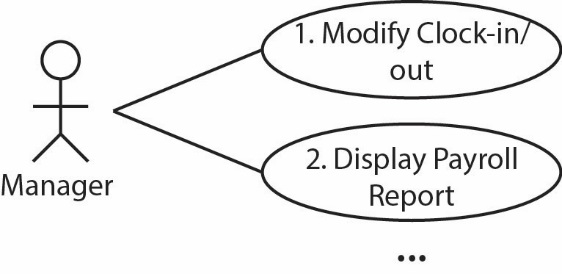 1. Modify Clock-in/
out
Manager
2. Display Payroll
Report
...